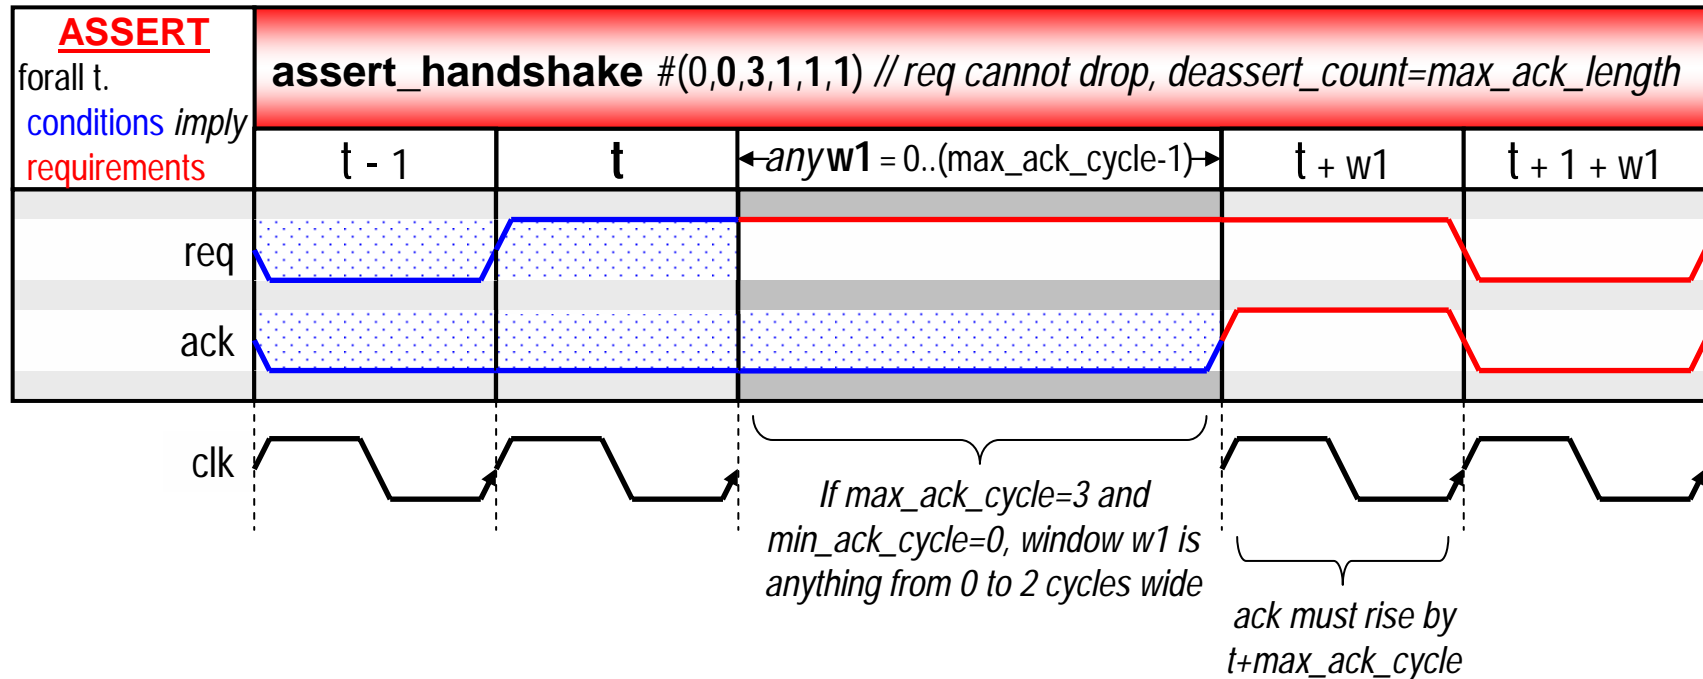 ASSERT
forall t.
conditions imply
requirements
assert_handshake #(0,0,3,1,1,1) // req cannot drop, deassert_count=max_ack_length
t - 1
t
any w1 = 0..(max_ack_cycle-1)
t + w1
t + 1 + w1
req
ack
clk
If max_ack_cycle=3 and
min_ack_cycle=0, window w1 is
anything from 0 to 2 cycles wide
ack must rise by
t+max_ack_cycle